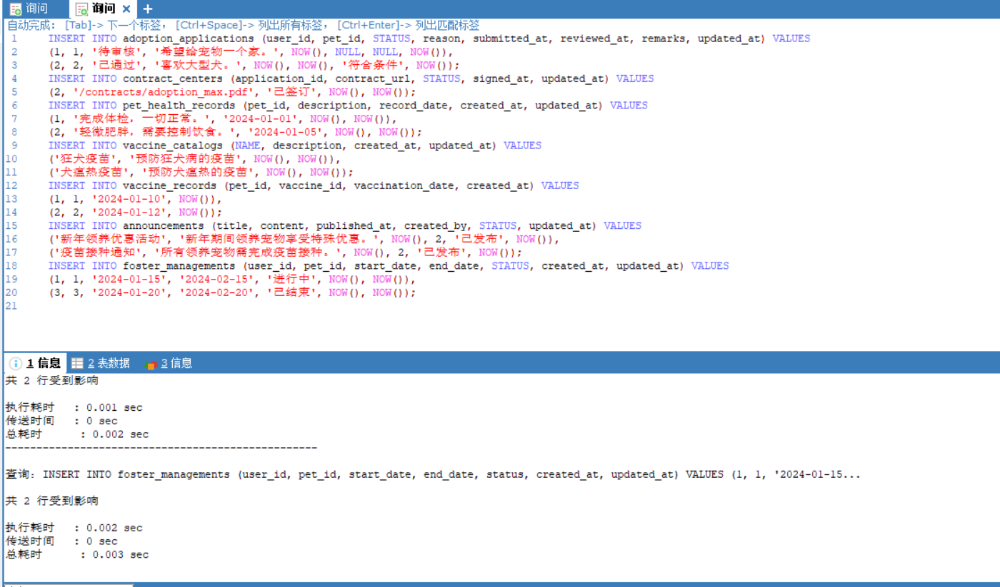 询问 询问 × +
自动完成: [Tab]-> 下一个标签, [Ctrl+Space]-> 列出所有标签, [Ctrl+Enter]-> 列出匹配标签
1 INSERT INTO adoption_applications (user_id, pet_id, STATUS, reason, submitted_at, reviewed_at, remarks, updated_at) VALUES
2 (1, 1, '待审核', '希望给宠物一个家。', NOW(), NULL, NULL, NOW()),
3 (2, 2, '已通过', '喜欢大型犬。', NOW(), NOW(), '符合条件', NOW());
4 INSERT INTO contract_centers (application_id, contract_url, STATUS, signed_at, updated_at) VALUES
5 (2, '/contracts/adoption_max.pdf', '已签订', NOW(), NOW());
6 INSERT INTO pet_health_records (pet_id, description, record_date, created_at, updated_at) VALUES
7 (1, '完成体检，一切正常。', '2024-01-01', NOW(), NOW()),
8 (2, '轻微肥胖，需要控制饮食。', '2024-01-05', NOW(), NOW());
9 INSERT INTO vaccine_catalogs (NAME, description, created_at, updated_at) VALUES
10 ('狂犬疫苗', '预防狂犬病的疫苗', NOW(), NOW()),
11 ('犬瘟热疫苗', '预防犬瘟热的疫苗', NOW(), NOW());
12 INSERT INTO vaccine_records (pet_id, vaccine_id, vaccination_date, created_at) VALUES
13 (1, 1, '2024-01-10', NOW()),
14 (2, 2, '2024-01-12', NOW());
15 INSERT INTO announcements (title, content, published_at, created_by, STATUS, updated_at) VALUES
16 ('新年领养优惠活动', '新年期间领养宠物享受特殊优惠。', NOW(), 2, '已发布', NOW()),
17 ('疫苗接种通知', '所有领养宠物需完成疫苗接种。', NOW(), 2, '已发布', NOW());
18 INSERT INTO foster_managements (user_id, pet_id, start_date, end_date, STATUS, created_at, updated_at) VALUES
19 (1, 1, '2024-01-15', '2024-02-15', '进行中', NOW(), NOW()),
20 (3, 3, '2024-01-20', '2024-02-20', '已结束', NOW(), NOW());
21
1 信息 2 表数据 3 信息
共 2 行受到影响
执行耗时 : 0.001 sec
传送时间 : 0 sec
总耗时 : 0.002 sec
--------------------------------------------------
查询: INSERT INTO foster_managements (user_id, pet_id, start_date, end_date, status, created_at, updated_at) VALUES (1, 1, '2024-01-15...
共 2 行受到影响
执行耗时 : 0.002 sec
传送时间 : 0 sec
总耗时 : 0.003 sec